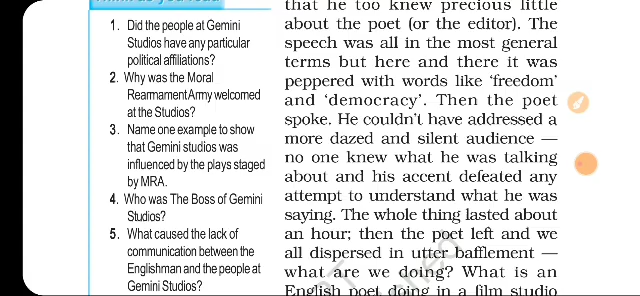 Think as you read
1. Did the people at Gemini
Studios have any particular
political affiliations?
2. Why was the Moral
Rearmament Army welcomed
at the Studios?
3. Name one example to show
that Gemini studios was
influenced by the plays staged
by MRA.
4. Who was The Boss of Gemini
Studios?
5. What caused the lack of
communication between the
Englishman and the people at
Gemini Studios?
that he too knew precious little
about the poet (or the editor). The
speech was all in the most general
terms but here and there it was
peppered with words like ‘freedom’
and ‘democracy’. Then the poet
spoke. He couldn’t have addressed a
more dazed and silent audience —
no one knew what he was talking
about and his accent defeated any
attempt to understand what he was
saying. The whole thing lasted about
an hour; then the poet left and we
all dispersed in utter bafflement —
what are we doing? What is an
English poet doing in a film studio